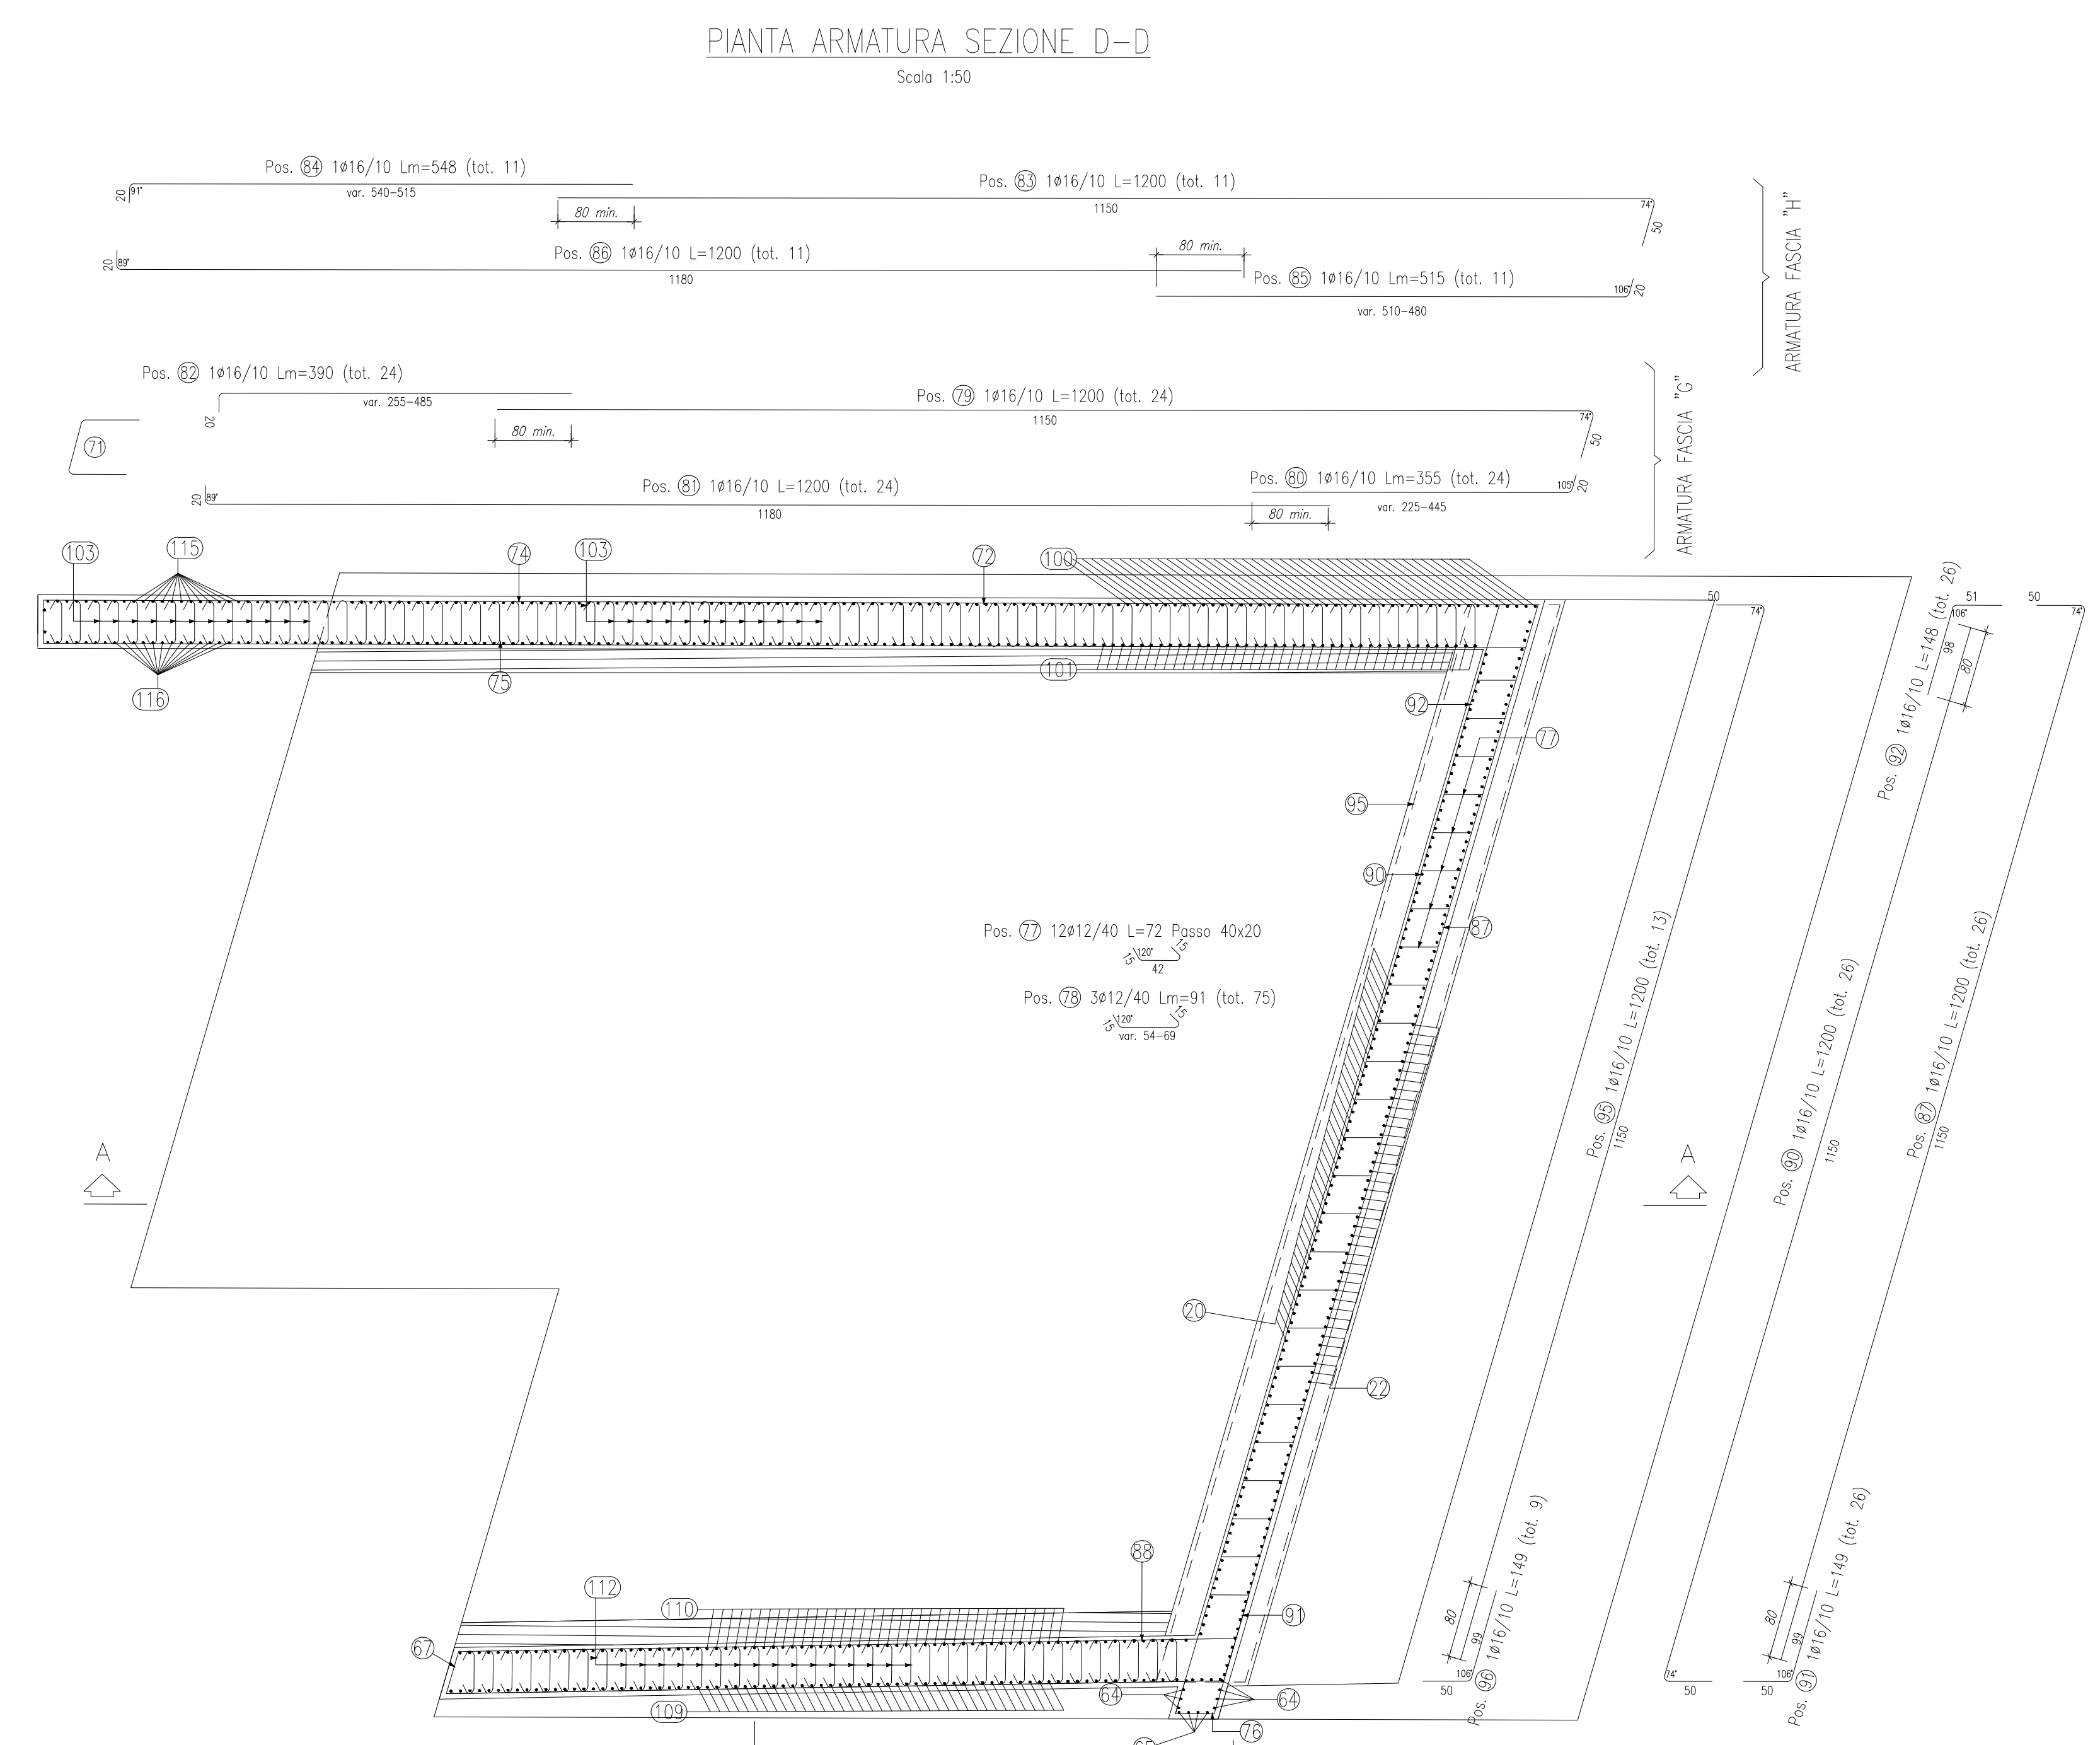 PIANTA ARMATURA SEZIONE D-D
Scala 1:50
Pos. 84 1ø16/10 Lm=548 (tot. 11)
20
91°
var. 540-515
Pos. 83 1ø16/10 L=1200 (tot. 11)
1150
74°
50
80 min.
Pos. 86 1ø16/10 L=1200 (tot. 11)
20
89°
1180
80 min.
Pos. 85 1ø16/10 Lm=515 (tot. 11)
106°
20
var. 510-480
ARMATURA FASCIA "H"
Pos. 82 1ø16/10 Lm=390 (tot. 24)
var. 255-485
20
Pos. 79 1ø16/10 L=1200 (tot. 24)
1150
74°
50
80 min.
71
Pos. 81 1ø16/10 L=1200 (tot. 24)
20
89°
1180
Pos. 80 1ø16/10 Lm=355 (tot. 24)
105°
20
var. 225-445
80 min.
ARMATURA FASCIA "G"
103
115
74
103
72
100
116
75
101
92
77
95
90
87
Pos. 77 12ø12/40 L=72 Passo 40x20
15
120°
15
42
Pos. 78 3ø12/40 Lm=91 (tot. 75)
15
120°
15
var. 54-69
A
A
20
22
88
112
110
91
67
64
64
109
76
65
50
74°
Pos. 95 1ø16/10 L=1200 (tot. 13)
1150
80
99
Pos. 96 1ø16/10 L=149 (tot. 9)
106°
50
Pos. 92 1ø16/10 L=148 (tot. 26)
51
106°
98
80
Pos. 90 1ø16/10 L=1200 (tot. 26)
1150
74°
50
50
74°
Pos. 87 1ø16/10 L=1200 (tot. 26)
1150
80
99
Pos. 91 1ø16/10 L=149 (tot. 26)
106°
50